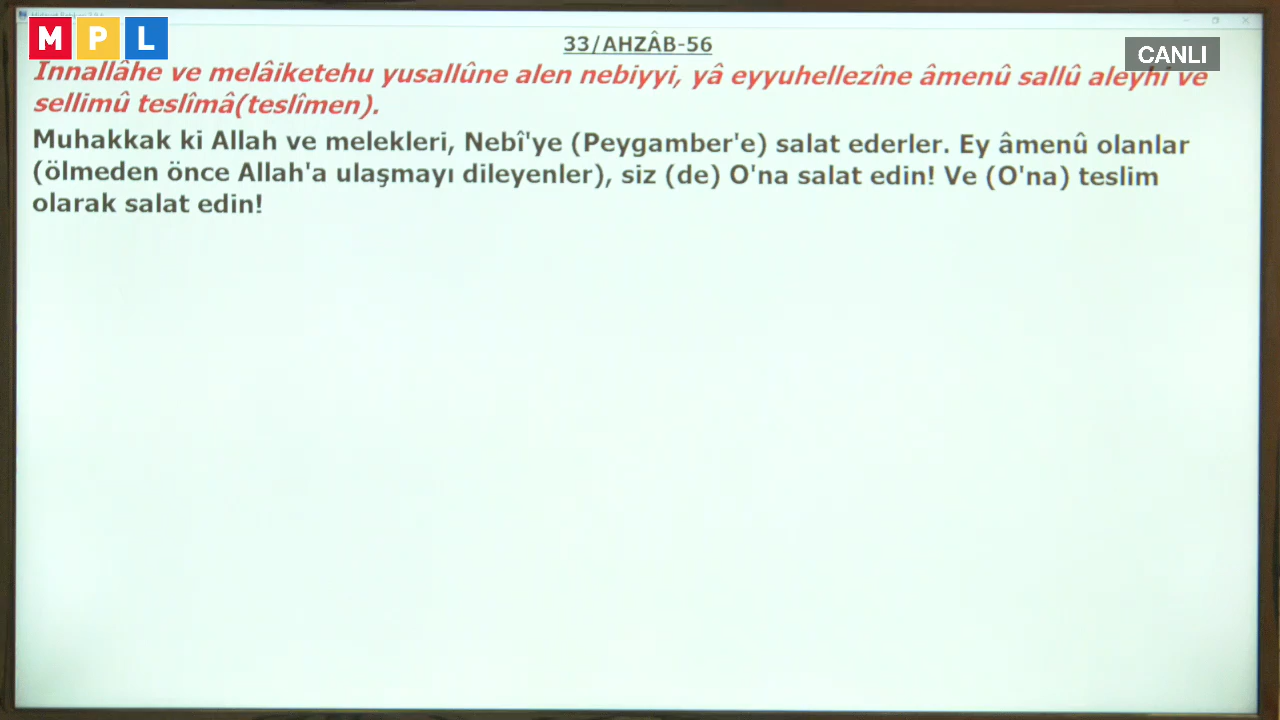 MPL
33/AHZÂB-56
CANLI
İnnallâhe ve melâiketehu yusallûne alen nebiyyi, yâ eyyuhellezîne âmenû sallû aleyhi ve
sellimû teslîmâ(teslîmen).
Muhakkak ki Allah ve melekleri, Nebî'ye (Peygamber'e) salat ederler. Ey âmenû olanlar
(ölmeden önce Allah'a ulaşmayı dileyenler), siz (de) O'na salat edin! Ve (O'na) teslim
olarak salat edin!